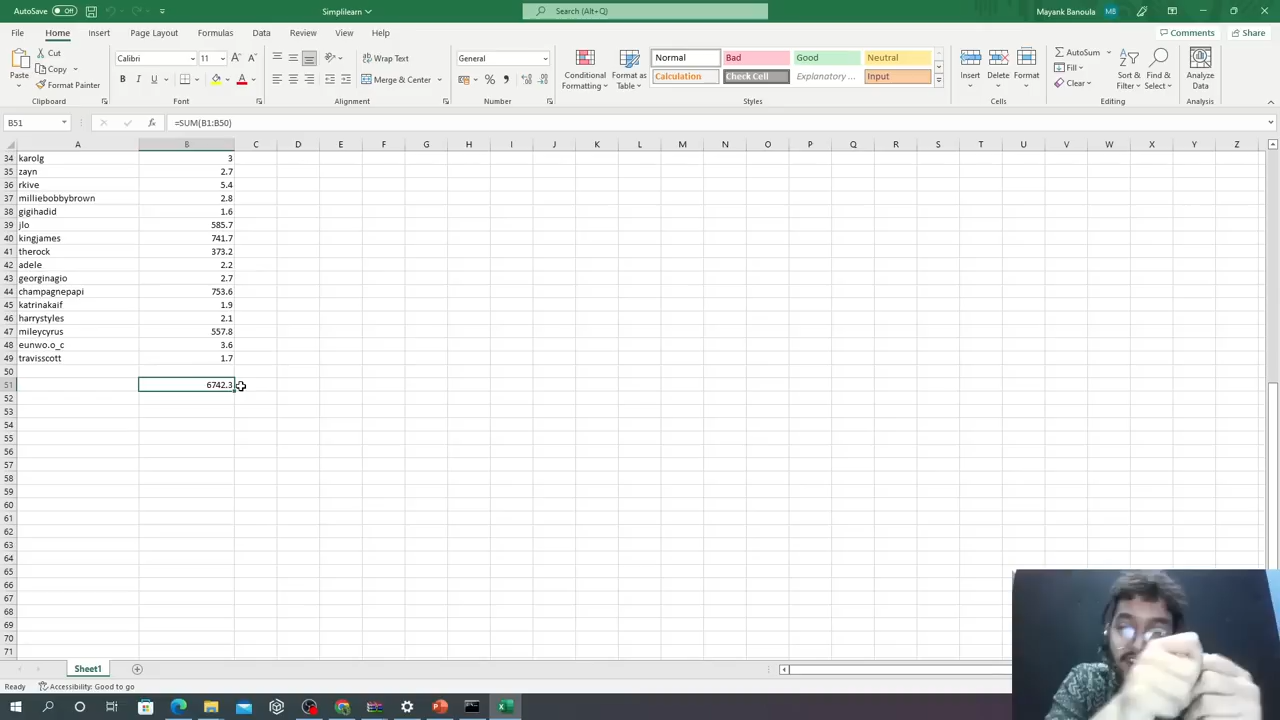 AutoSave Off
Simplilearn
Search (Alt+Q)
Mayank Banoula MB
File Home Insert Page Layout Formulas Data Review View Help
Comments Share
Paste
Cut
Copy
Format Painter
Clipboard
Calibri 11
B I U
Font
Wrap Text
Merge & Center
Alignment
General
Number
Conditional Formatting
Format as Table
Normal Bad Good Neutral
Calculation Check Cell Explanatory ... Input
Styles
Insert Delete Format
Cells
AutoSum
Fill
Clear
Sort & Filter
Find & Select
Editing
Analyze Data
Analysis
B51 fx =SUM(B1:B50)
A B C D E F G H I J K L M N O P Q R S T U V W X Y Z
34 karolg 3
35 zayn 2.7
36 rkive 5.4
37 milliebobbybrown 2.8
38 gigihadid 1.6
39 jlo 585.7
40 kingjames 741.7
41 therock 373.2
42 adele 2.2
43 georginagio 2.7
44 champagnepapi 753.6
45 katrinakaif 1.9
46 harrystyles 2.1
47 mileycyrus 557.8
48 eunwo.o_c 3.6
49 travisscott 1.7
50
51 6742.3
52
53
54
55
56
57
58
59
60
61
62
63
64
65
66
67
68
69
70
71
Sheet1
Ready Accessibility: Good to go